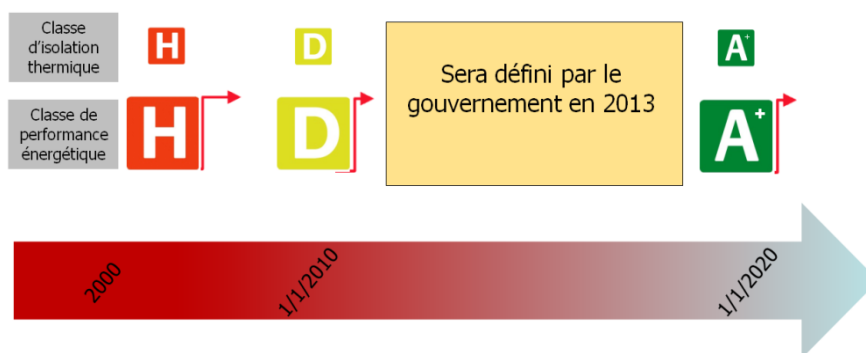 Classe
d'isolation
thermique
H
D
A+
Sera défini par le
gouvernement en 2013
Classe de
performance
énergétique
H
D
A+
2000
1/1/2010
1/1/2020